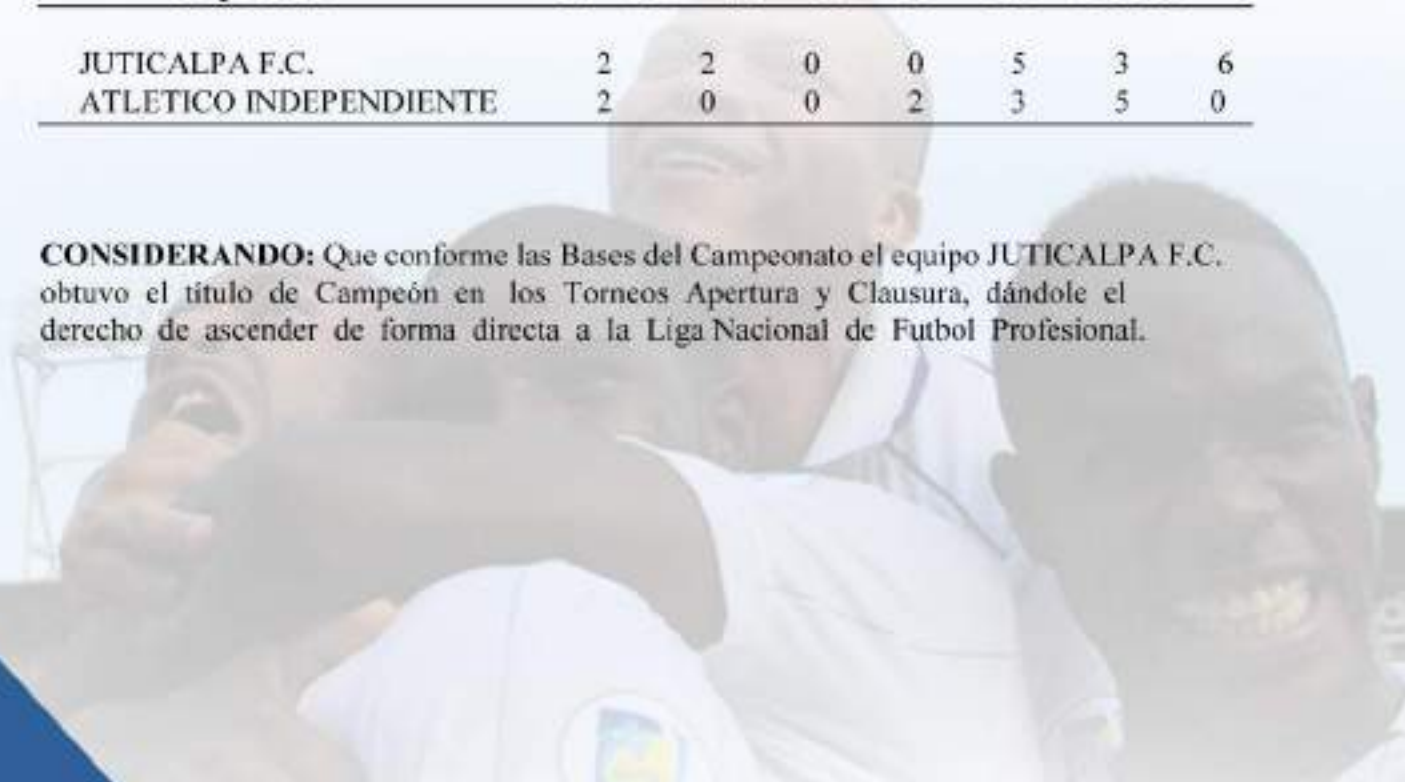 JUTICALPA F.C. 2 2 0 0 5 3 6
ATLETICO INDEPENDIENTE 2 0 0 2 3 5 0
CONSIDERANDO: Que conforme las Bases del Campeonato el equipo JUTICALPA F.C.
obtuvo el título de Campeón en los Torneos Apertura y Clausura, dándole el
derecho de ascender de forma directa a la Liga Nacional de Futbol Profesional.